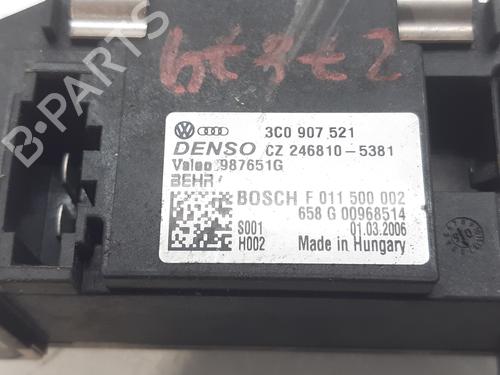 B-PARTS
3C0 907 521
DENSO CZ 246810-5381
Valeo 987651G
BEHR
BOSCH F 011 500 002
658 G 00968514
S001 01.03.2006
H002 Made in Hungary